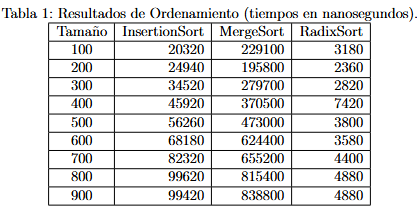 Tabla 1: Resultados de Ordenamiento (tiempos en nanosegundos).
Tamaño InsertionSort MergeSort RadixSort
100 20320 229100 3180
200 24940 195800 2360
300 34520 279700 2820
400 45920 370500 7420
500 56260 473000 3800
600 68180 624400 3580
700 82320 655200 4400
800 99620 815400 4880
900 99420 838800 4880